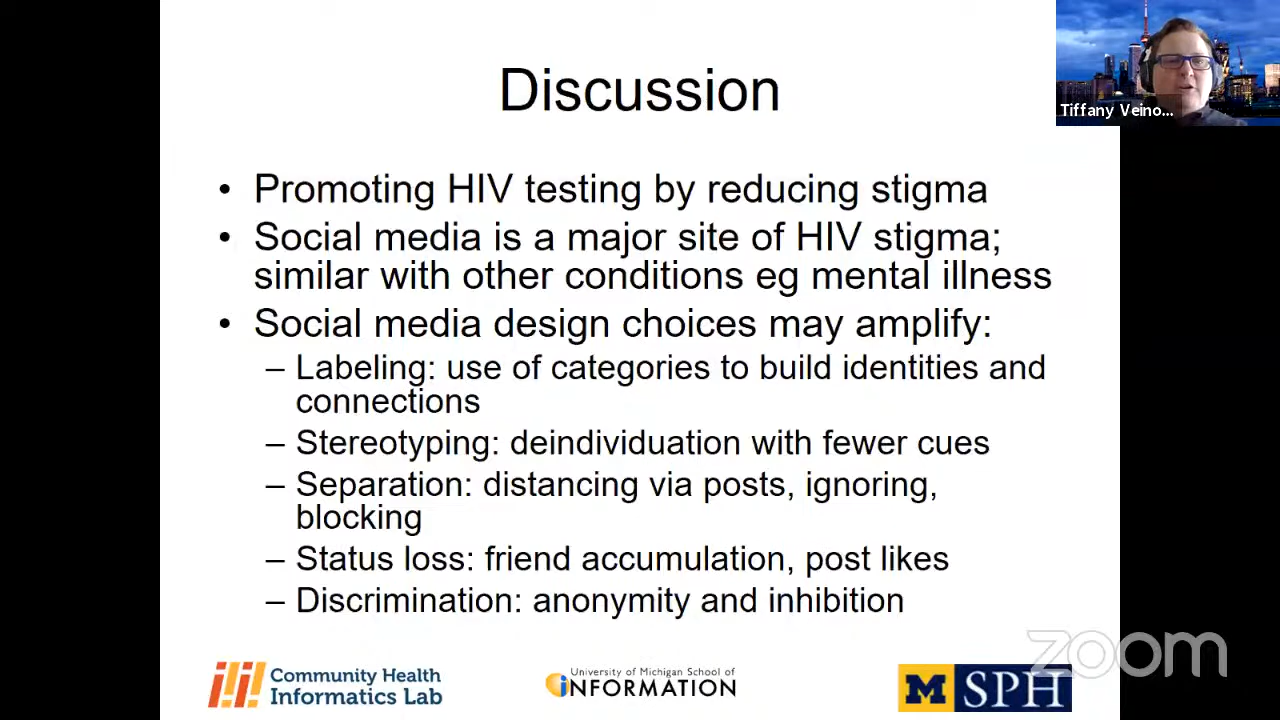 Discussion
Tiffany Veino...
• Promoting HIV testing by reducing stigma
• Social media is a major site of HIV stigma;
similar with other conditions eg mental illness
• Social media design choices may amplify:
– Labeling: use of categories to build identities and
connections
– Stereotyping: deindividuation with fewer cues
– Separation: distancing via posts, ignoring,
blocking
– Status loss: friend accumulation, post likes
– Discrimination: anonymity and inhibition
Community Health
Informatics Lab
University of Michigan School of
iNFORMATION
M SPH
zoom